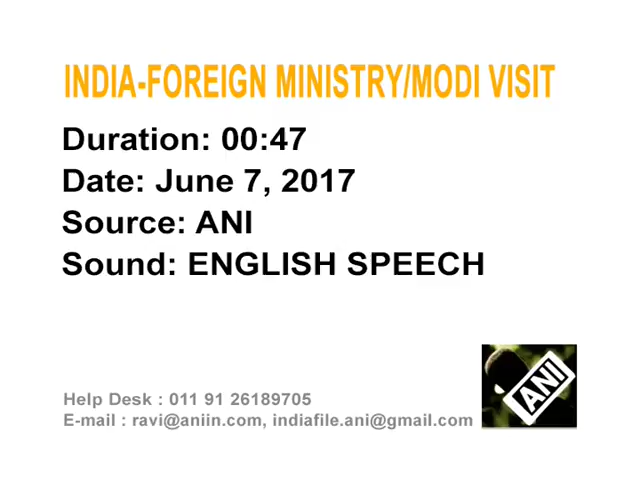 INDIA-FOREIGN MINISTRY/MODI VISIT
Duration: 00:47
Date: June 7, 2017
Source: ANI
Sound: ENGLISH SPEECH
ANI
Help Desk : 011 91 26189705
E-mail : ravi@aniin.com, indiafile.ani@gmail.com